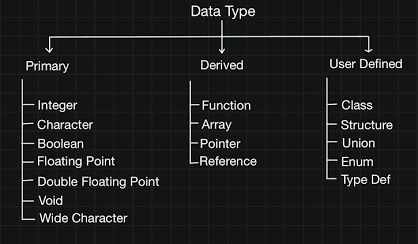 Data Type
Primary
Integer
Character
Boolean
Floating Point
Double Floating Point
Void
Wide Character
Derived
Function
Array
Pointer
Reference
User Defined
Class
Structure
Union
Enum
Type Def